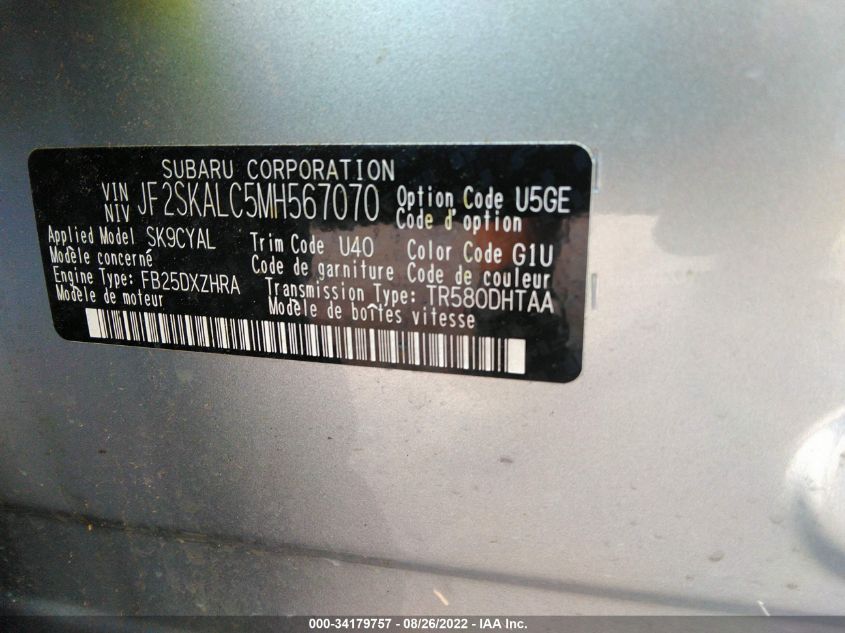 SUBARU CORPORATION
VIN NIV JF2SKALC5MH567070 Option Code U5GE
Code d'option
Applied Model SK9CYAL Trim Code U40 Color Code G1U
Modèle concerné Code de garniture Code de couleur
Engine Type: FB25DXZHRA Transmission Type: TR580DHTAA
Modèle de moteur Modèle de boîtes vitesse
000-34179757 - 08/26/2022 - IAA Inc.